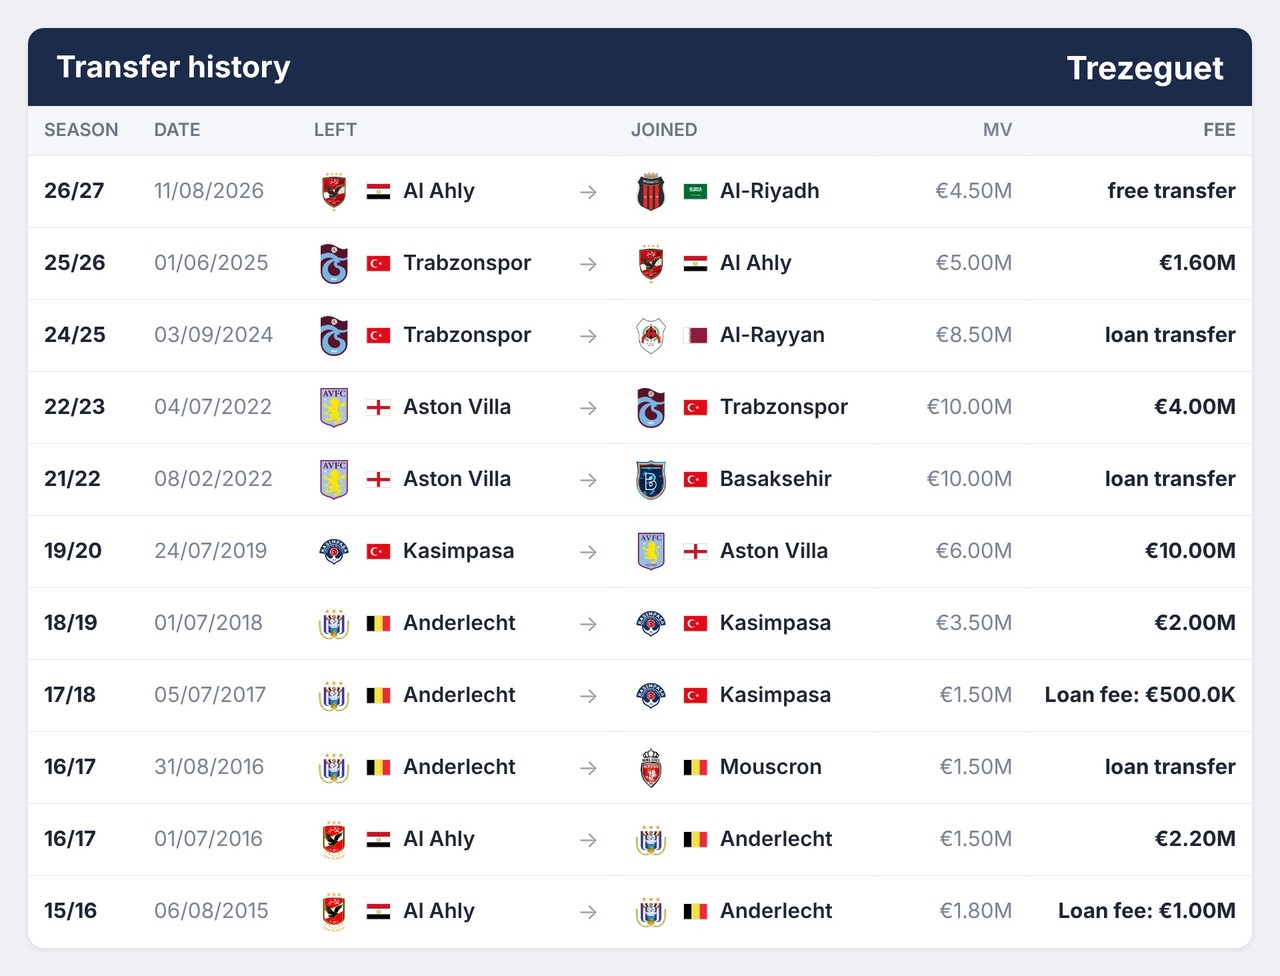 Transfer history Trezeguet
SEASON DATE LEFT JOINED MV FEE
26/27 11/08/2026 Al Ahly → Al-Riyadh €4.50M free transfer
25/26 01/06/2025 Trabzonspor → Al Ahly €5.00M €1.60M
24/25 03/09/2024 Trabzonspor → Al-Rayyan €8.50M loan transfer
22/23 04/07/2022 AVFC Aston Villa → Trabzonspor €10.00M €4.00M
21/22 08/02/2022 AVFC Aston Villa → Basaksehir €10.00M loan transfer
19/20 24/07/2019 Kasimpasa → AVFC Aston Villa €6.00M €10.00M
18/19 01/07/2018 Anderlecht → Kasimpasa €3.50M €2.00M
17/18 05/07/2017 Anderlecht → Kasimpasa €1.50M Loan fee: €500.0K
16/17 31/08/2016 Anderlecht → Mouscron €1.50M loan transfer
16/17 01/07/2016 Al Ahly → Anderlecht €1.50M €2.20M
15/16 06/08/2015 Al Ahly → Anderlecht €1.80M Loan fee: €1.00M